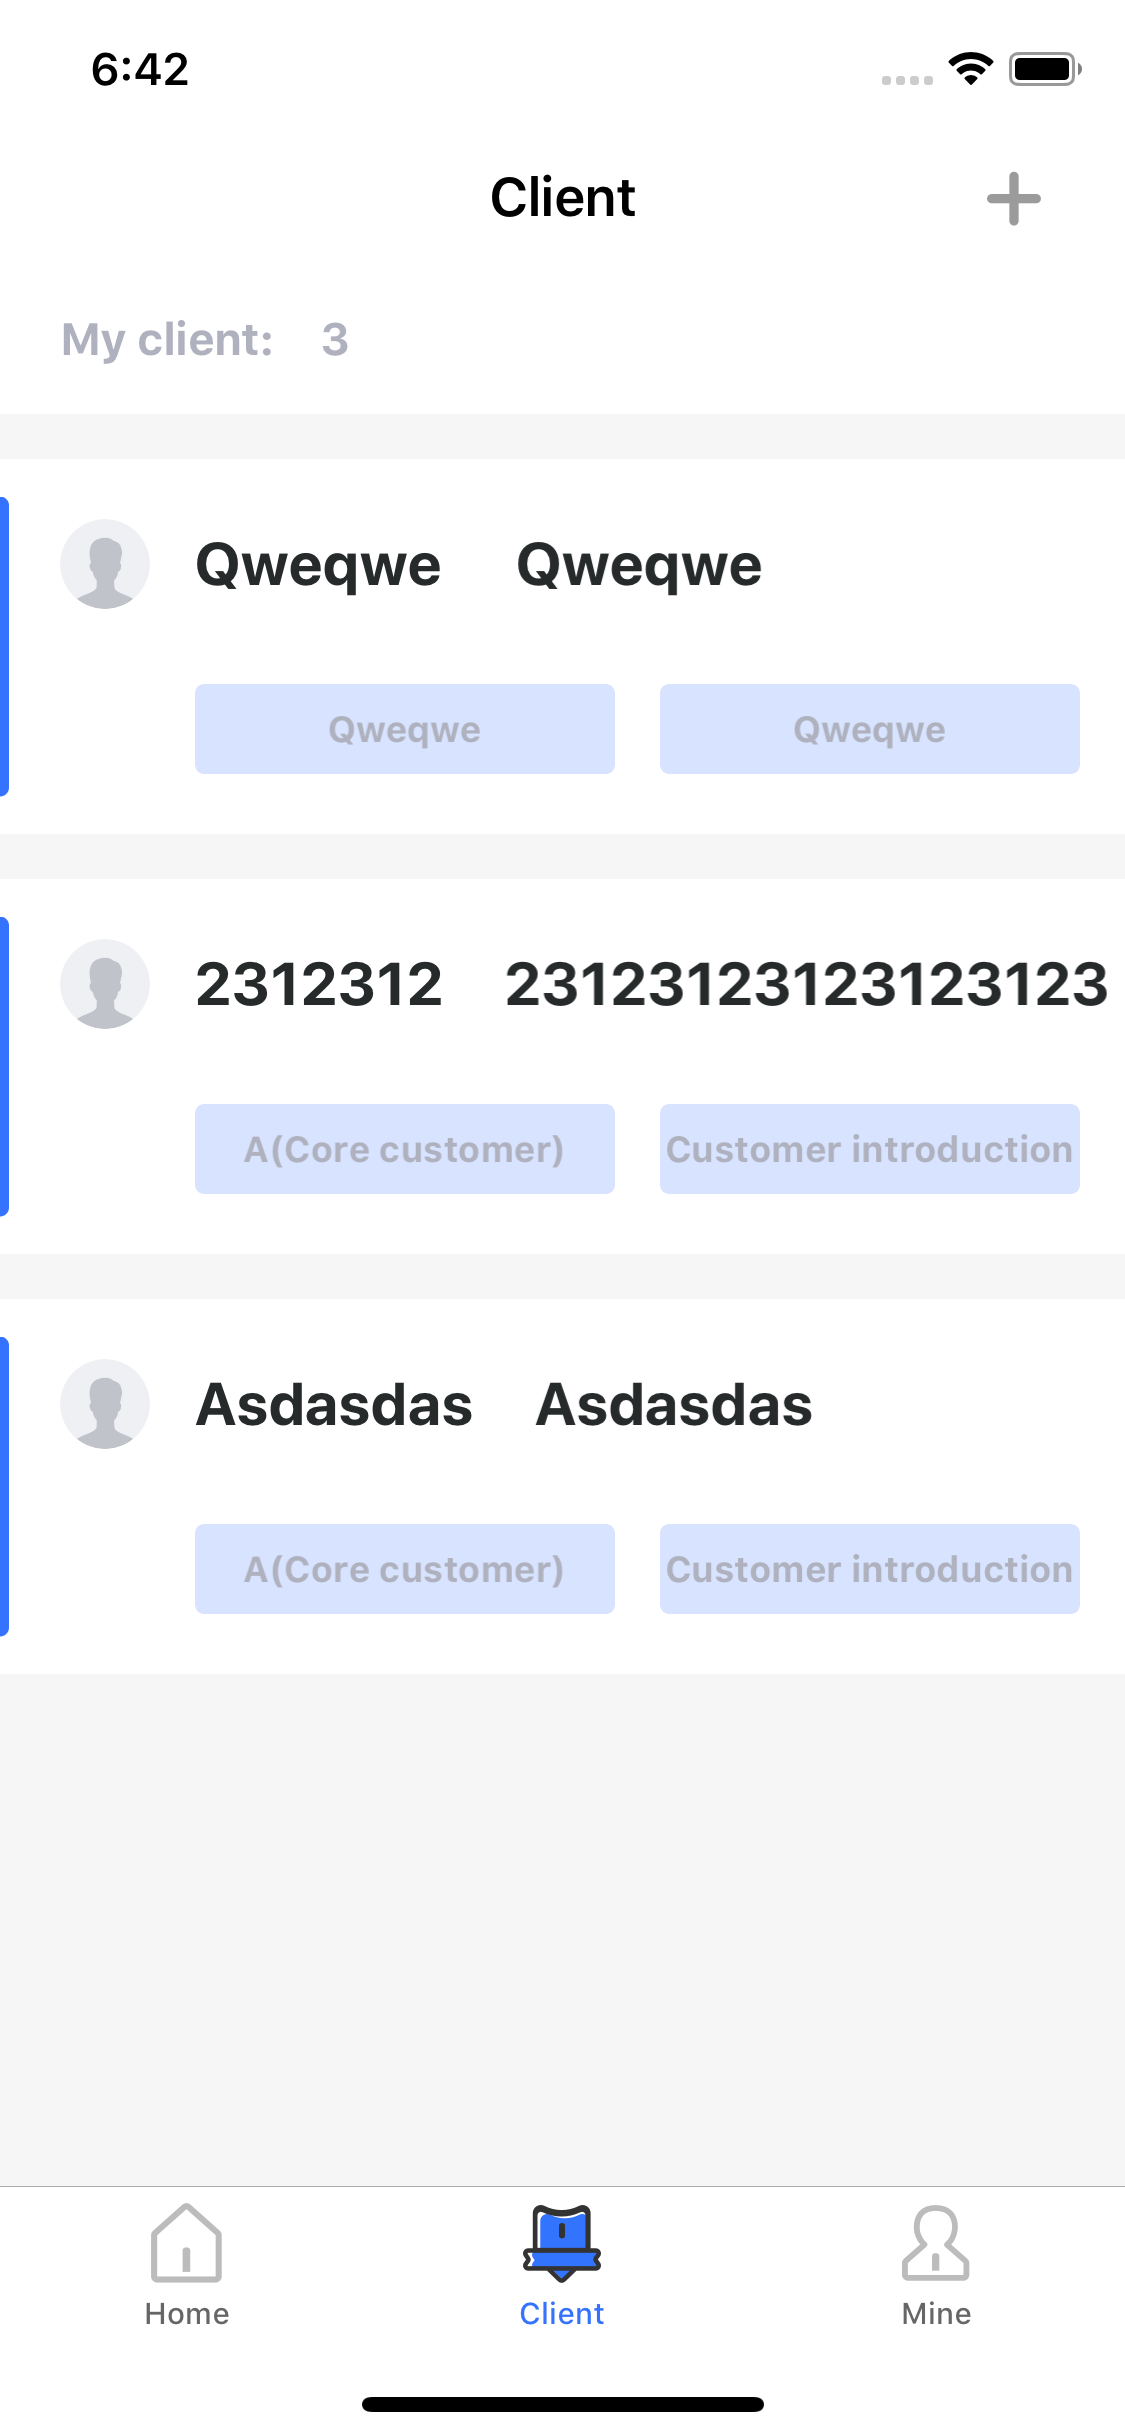 6:42
Client
My client: 3
Qweqwe Qweqwe
Qweqwe Qweqwe
2312312 23123123123123123
A(Core customer) Customer introduction
Asdasdas Asdasdas
A(Core customer) Customer introduction
Home Client Mine